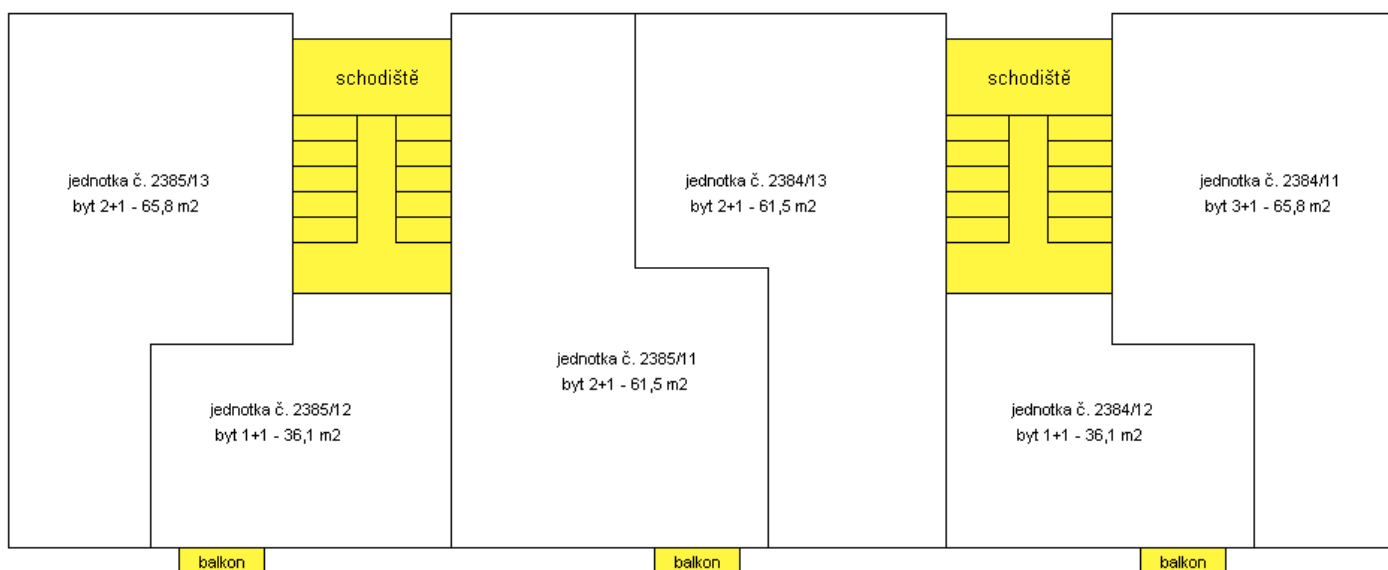 schodiště
schodiště
jednotka č. 2385/13
byt 2+1 - 65,8 m2
jednotka č. 2384/13
byt 2+1 - 61,5 m2
jednotka č. 2384/11
byt 3+1 - 65,8 m2
jednotka č. 2385/11
byt 2+1 - 61,5 m2
jednotka č. 2385/12
byt 1+1 - 36,1 m2
jednotka č. 2384/12
byt 1+1 - 36,1 m2
balkon
balkon
balkon